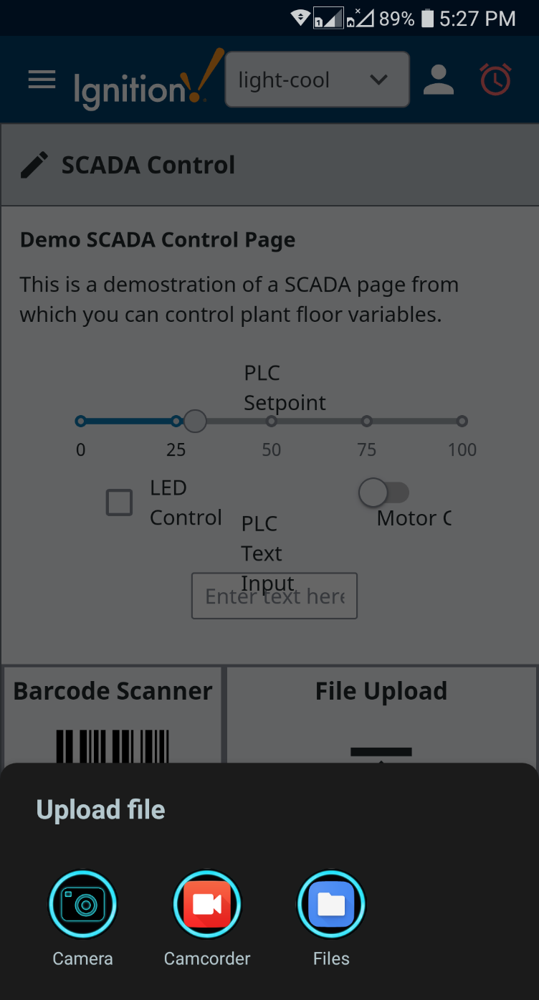 89% 5:27 PM
Ignition!
light-cool
SCADA Control
Demo SCADA Control Page
This is a demostration of a SCADA page from
which you can control plant floor variables.
PLC
Setpoint
0 25 50 75 100
LED
Control
Motor C
PLC
Text
Input
Enter text here
Barcode Scanner
File Upload
Upload file
Camera
Camcorder
Files